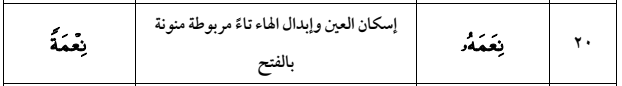 ٢٠
نِعَمَهُۥ
إسكان العين وإبدال الهاء تاءً مربوطة منونة
بالفتح
نِعْمَةً